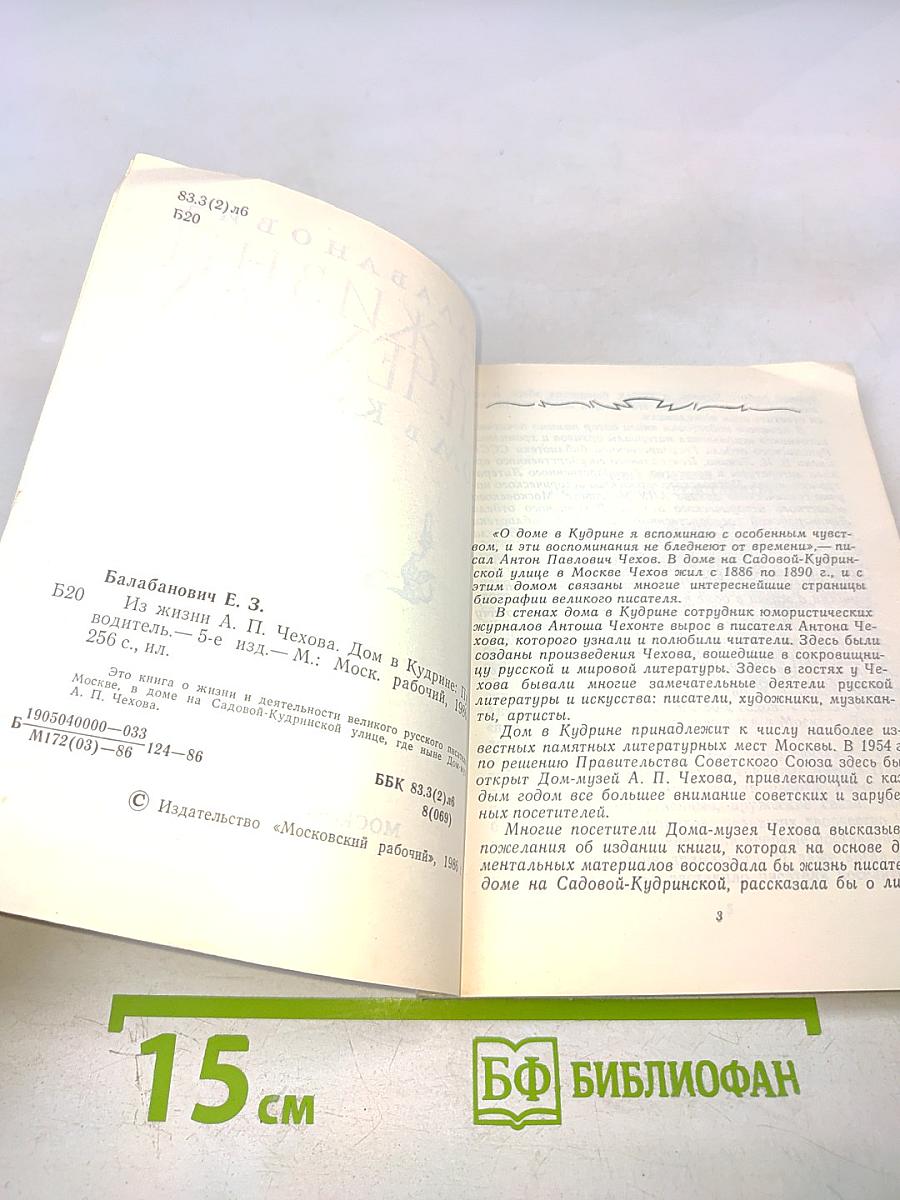 83.3(2)л6
Б20
Балабанович Е. З.
Б20
Из жизни А. П. Чехова. Дом в Кудрине:
водитель.— 5-е изд.— М.: Моск. рабочий, 1986
256 с., ил.
Это книга о жизни и деятельности великого русского
Москве, в доме на Садовой-Кудринской улице, где ныне
А. П. Чехова.
Б 1905040000—033
М172(03)—86 124—86
ББК 83.3(2)л6
8(069)
© Издательство «Московский рабочий», 1986
«О доме в Кудрине я вспоминаю с особенным чувст-
вом, и эти воспоминания не бледнеют от времени»,— пи-
сал Антон Павлович Чехов. В доме на Садовой-Кудрин-
ской улице в Москве Чехов жил с 1886 по 1890 г., и с
этим домом связаны многие интереснейшие страницы
биографии великого писателя.
В стенах дома в Кудрине сотрудник юмористических
журналов Антоша Чехонте вырос в писателя Антона Че-
хова, которого узнали и полюбили читатели. Здесь были
созданы произведения Чехова, вошедшие в сокровищни-
цу русской и мировой литературы. Здесь в гостях у Че-
хова бывали многие замечательные деятели русской
литературы и искусства: писатели, художники, музыкан-
ты, артисты.
Дом в Кудрине принадлежит к числу наиболее из-
вестных памятных литературных мест Москвы. В 1954 г
по решению Правительства Советского Союза здесь бы
открыт Дом-музей А. П. Чехова, привлекающий с каж
дым годом все большее внимание советских и зарубе
ных посетителей.
Многие посетители Дома-музея Чехова высказыв
пожелания об издании книги, которая на основе д
ментальных материалов воссоздала бы жизнь писате
доме на Садовой-Кудринской, рассказала бы о ли
3
15 см
БФ БИБЛИОФАН